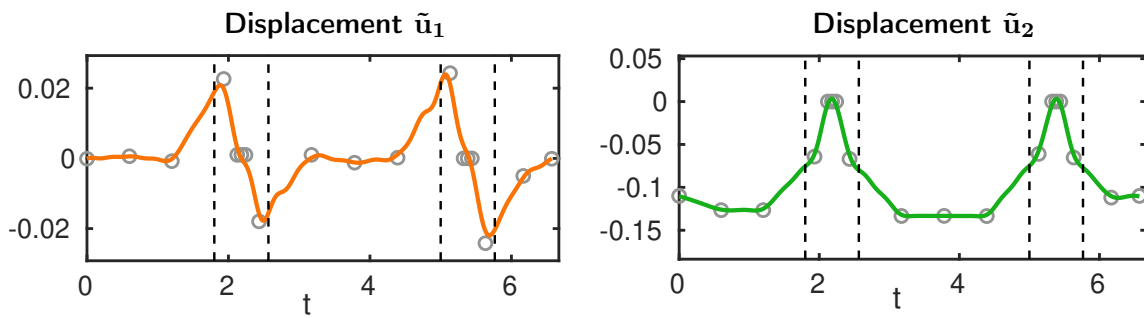 Displacement ũ₁
0.02
0
-0.02
0 2 4 6
t
Displacement ũ₂
0.05
0
-0.05
-0.1
-0.15
0 2 4 6
t